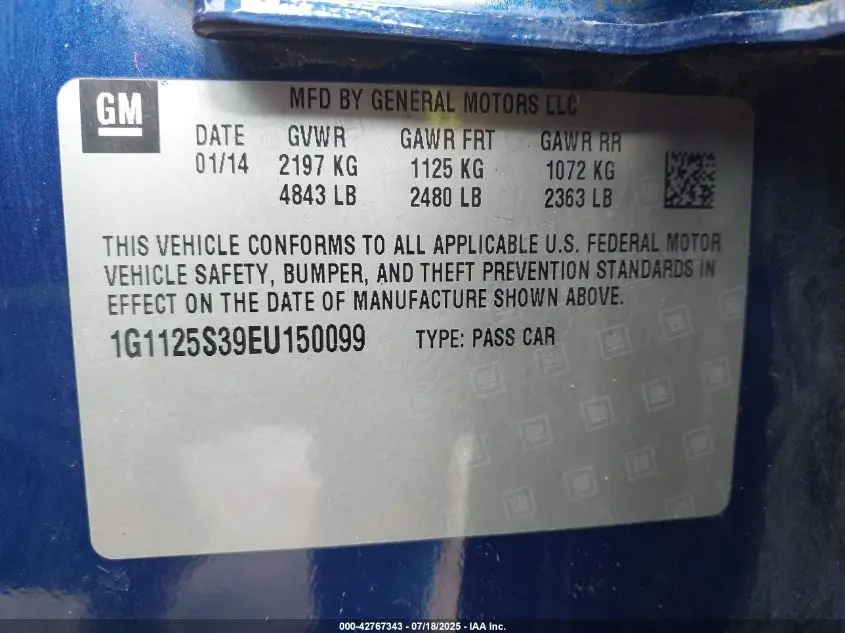 GM
MFD BY GENERAL MOTORS LLC
DATE GVWR GAWR FRT GAWR RR
01/14 2197 KG 1125 KG 1072 KG
4843 LB 2480 LB 2363 LB
THIS VEHICLE CONFORMS TO ALL APPLICABLE U.S. FEDERAL MOTOR
VEHICLE SAFETY, BUMPER, AND THEFT PREVENTION STANDARDS IN
EFFECT ON THE DATE OF MANUFACTURE SHOWN ABOVE.
1G1125S39EU150099 TYPE: PASS CAR
000-42767343 - 07/18/2025 - IAA Inc.